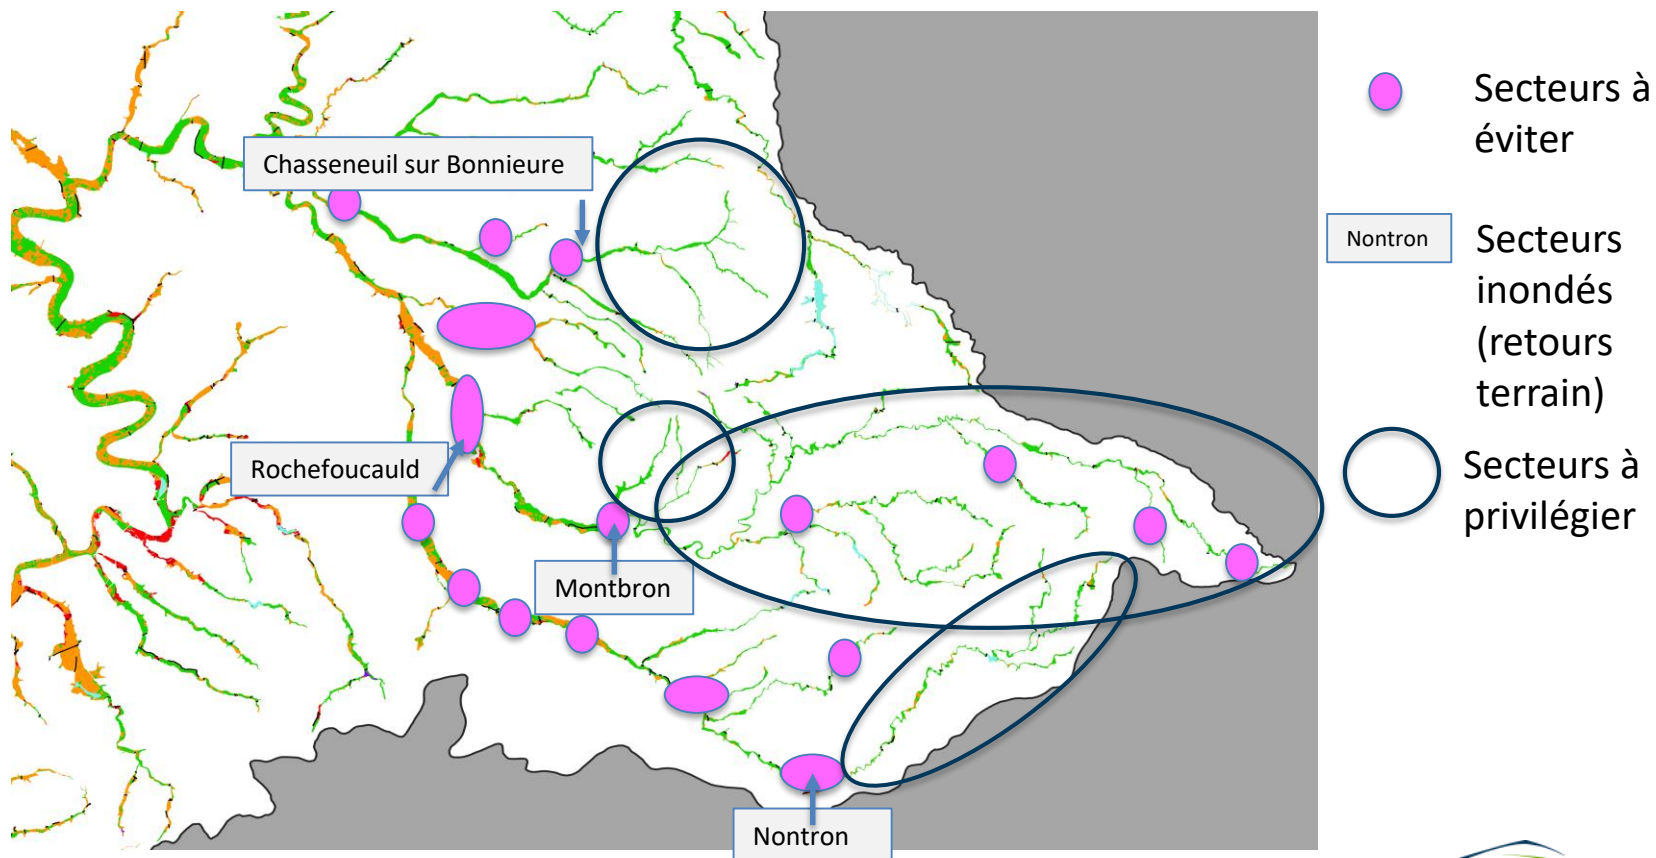 Chasseneuil sur Bonnieure
Rochefoucauld
Montbron
Nontron
Secteurs à
éviter
Nontron
Secteurs
inondés
(retours
terrain)
Secteurs à
privilégier